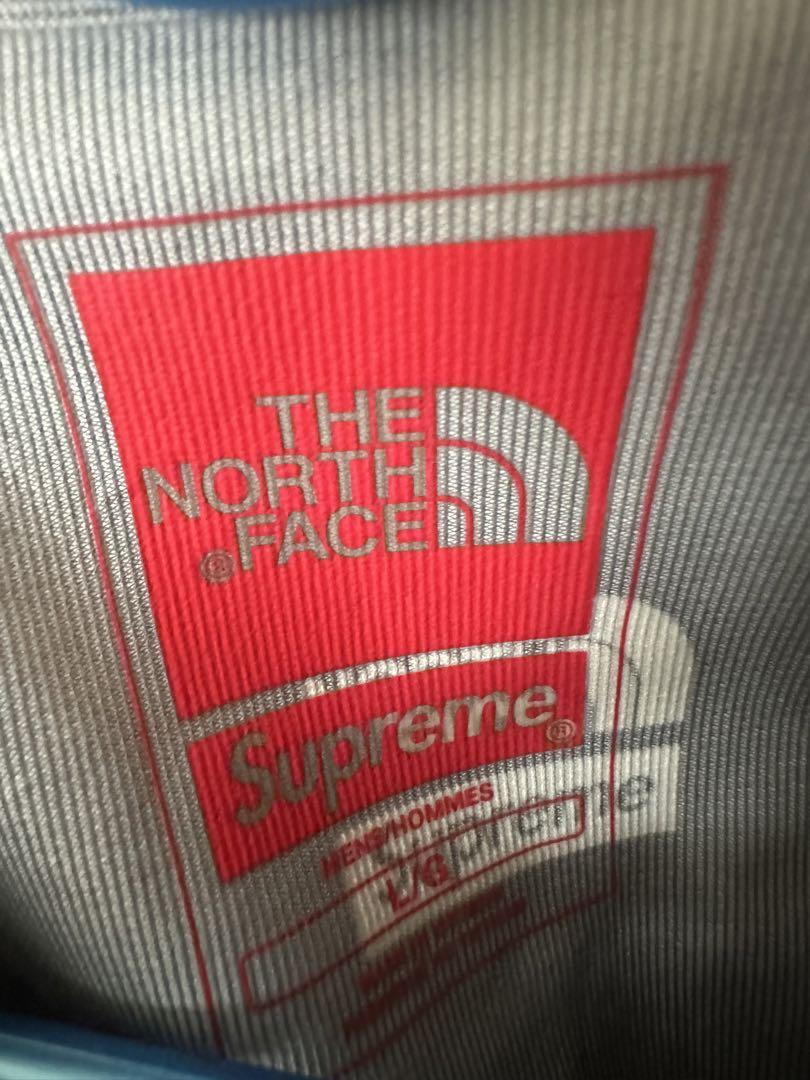 THE
NORTH
FACE®
Supreme®
MENS/HOMMES
L/G